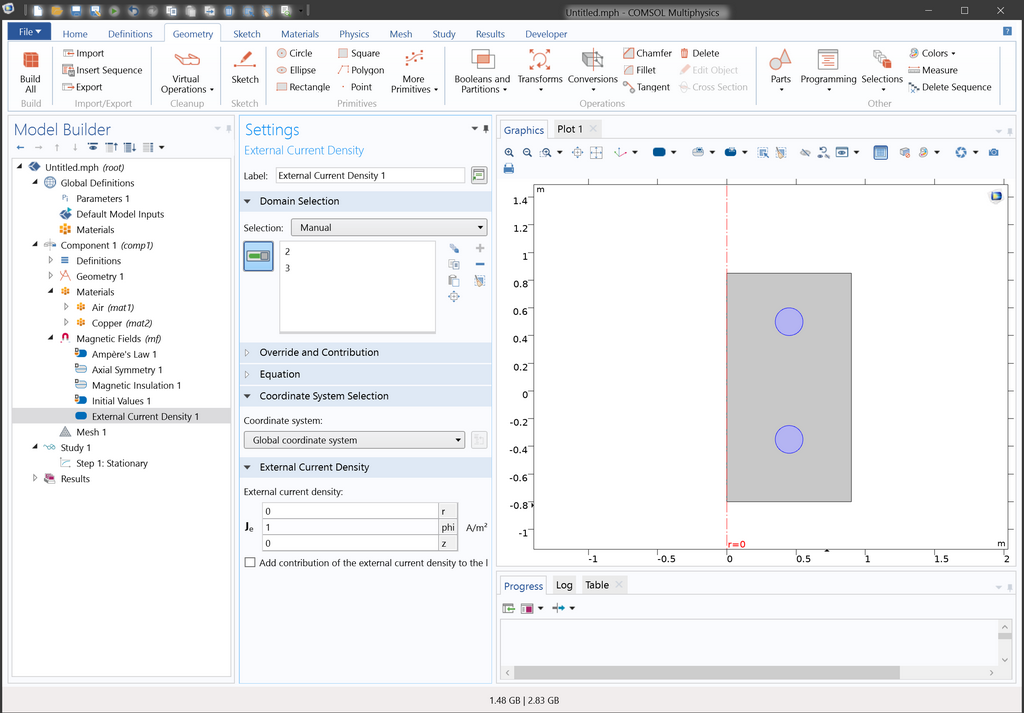 Untitled.mph - COMSOL Multiphysics
File
Home
Definitions
Geometry
Sketch
Materials
Physics
Mesh
Study
Results
Developer
Build All
Build
Import
Insert Sequence
Export
Import/Export
Virtual Operations
Cleanup
Sketch
Sketch
Circle
Ellipse
Rectangle
Square
Polygon
Point
More Primitives
Primitives
Booleans and Partitions
Transforms
Conversions
Chamfer
Fillet
Tangent
Delete
Edit Object
Cross Section
Operations
Parts
Programming
Selections
Colors
Measure
Delete Sequence
Other
Model Builder
Untitled.mph (root)
Global Definitions
Pi Parameters 1
Default Model Inputs
Materials
Component 1 (comp1)
Definitions
Geometry 1
Materials
Air (mat1)
Copper (mat2)
Magnetic Fields (mf)
Ampère's Law 1
Axial Symmetry 1
Magnetic Insulation 1
Initial Values 1
External Current Density 1
Mesh 1
Study 1
Step 1: Stationary
Results
Settings
External Current Density
Label: External Current Density 1
Domain Selection
Selection: Manual
2
3
Override and Contribution
Equation
Coordinate System Selection
Coordinate system:
Global coordinate system
External Current Density
External current density:
0 r
Je 1 phi A/m²
0 z
Add contribution of the external current density to the l
Graphics
Plot 1
m
1.4
1.2
1
0.8
0.6
0.4
0.2
0
-0.2
-0.4
-0.6
-0.8
-1
r=0
m
-1 -0.5 0 0.5 1 1.5 2
Progress
Log
Table
1.48 GB | 2.83 GB